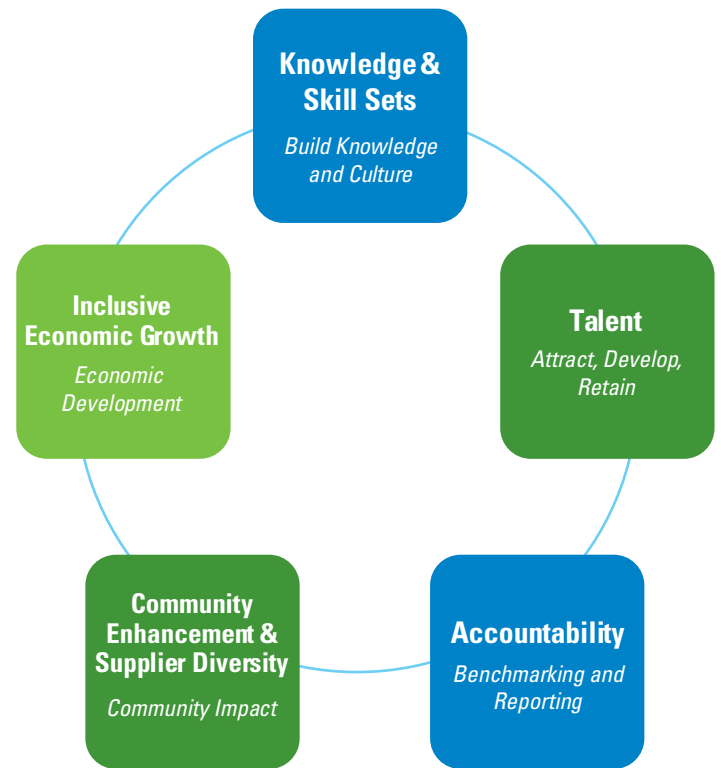 Knowledge &
Skill Sets
Build Knowledge
and Culture
Talent
Attract, Develop,
Retain
Accountability
Benchmarking and
Reporting
Community
Enhancement &
Supplier Diversity
Community Impact
Inclusive
Economic Growth
Economic
Development